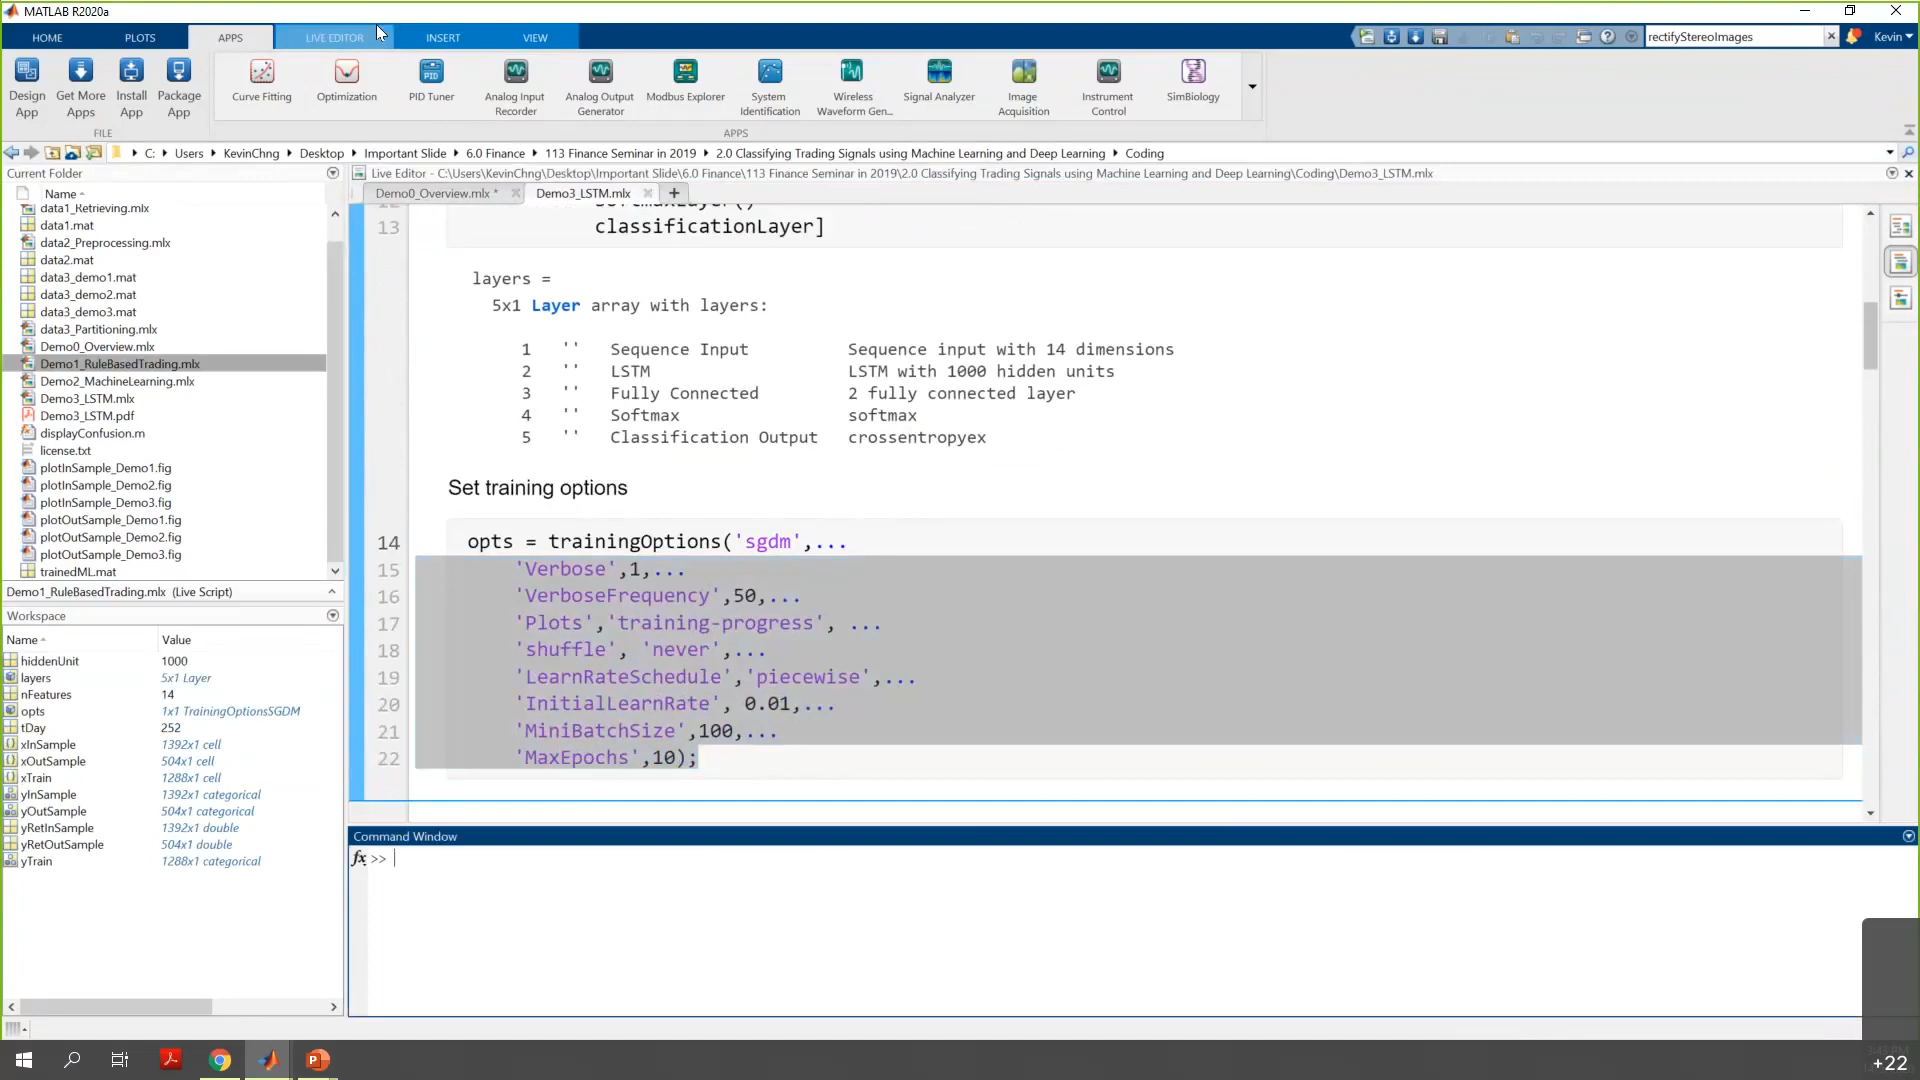 MATLAB R2020a
HOME PLOTS APPS LIVE EDITOR INSERT VIEW
rectifyStereoImages
Kevin
Design App
Get More Apps
Install App
Package App
Curve Fitting
Optimization
PID Tuner
Analog Input Recorder
Analog Output Generator
Modbus Explorer
System Identification
Wireless Waveform Gen...
Signal Analyzer
Image Acquisition
Instrument Control
SimBiology
FILE
APPS
C: Users KevinChng Desktop Important Slide 6.0 Finance 113 Finance Seminar in 2019 2.0 Classifying Trading Signals using Machine Learning and Deep Learning Coding
Current Folder
Name
data1_Retrieving.mlx
data1.mat
data2_Preprocessing.mlx
data2.mat
data3_demo1.mat
data3_demo2.mat
data3_demo3.mat
data3_Partitioning.mlx
Demo0_Overview.mlx
Demo1_RuleBasedTrading.mlx
Demo2_MachineLearning.mlx
Demo3_LSTM.mlx
Demo3_LSTM.pdf
displayConfusion.m
license.txt
plotInSample_Demo1.fig
plotInSample_Demo2.fig
plotInSample_Demo3.fig
plotOutSample_Demo1.fig
plotOutSample_Demo2.fig
plotOutSample_Demo3.fig
trainedML.mat
Demo1_RuleBasedTrading.mlx (Live Script)
Workspace
Name Value
hiddenUnit 1000
layers 5x1 Layer
nFeatures 14
opts 1x1 TrainingOptionsSGDM
tDay 252
xInSample 1392x1 cell
xOutSample 504x1 cell
xTrain 1288x1 cell
yInSample 1392x1 categorical
yOutSample 504x1 categorical
yRetInSample 1392x1 double
yRetOutSample 504x1 double
yTrain 1288x1 categorical
Live Editor - C:\Users\KevinChng\Desktop\Important Slide\6.0 Finance\113 Finance Seminar in 2019\2.0 Classifying Trading Signals using Machine Learning and Deep Learning\Coding\Demo3_LSTM.mlx
Demo0_Overview.mlx * Demo3_LSTM.mlx
12 softmaxLayer()
13 classificationLayer]
layers =
5x1 Layer array with layers:
1 '' Sequence Input Sequence input with 14 dimensions
2 '' LSTM LSTM with 1000 hidden units
3 '' Fully Connected 2 fully connected layer
4 '' Softmax softmax
5 '' Classification Output crossentropyex
Set training options
14 opts = trainingOptions('sgdm',...
15 'Verbose',1,...
16 'VerboseFrequency',50,...
17 'Plots','training-progress', ...
18 'shuffle', 'never',...
19 'LearnRateSchedule','piecewise',...
20 'InitialLearnRate', 0.01,...
21 'MiniBatchSize',100,...
22 'MaxEpochs',10);
Command Window
fx >>
+22